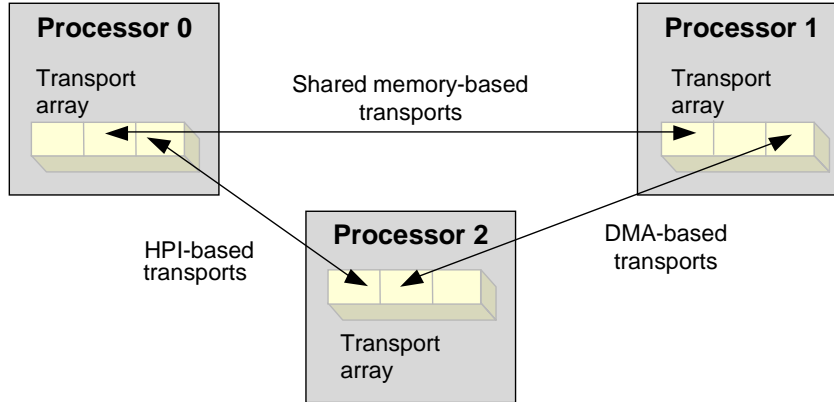 Processor 0
Transport
array
Shared memory-based
transports
Processor 1
Transport
array
HPI-based
transports
Processor 2
Transport
array
DMA-based
transports